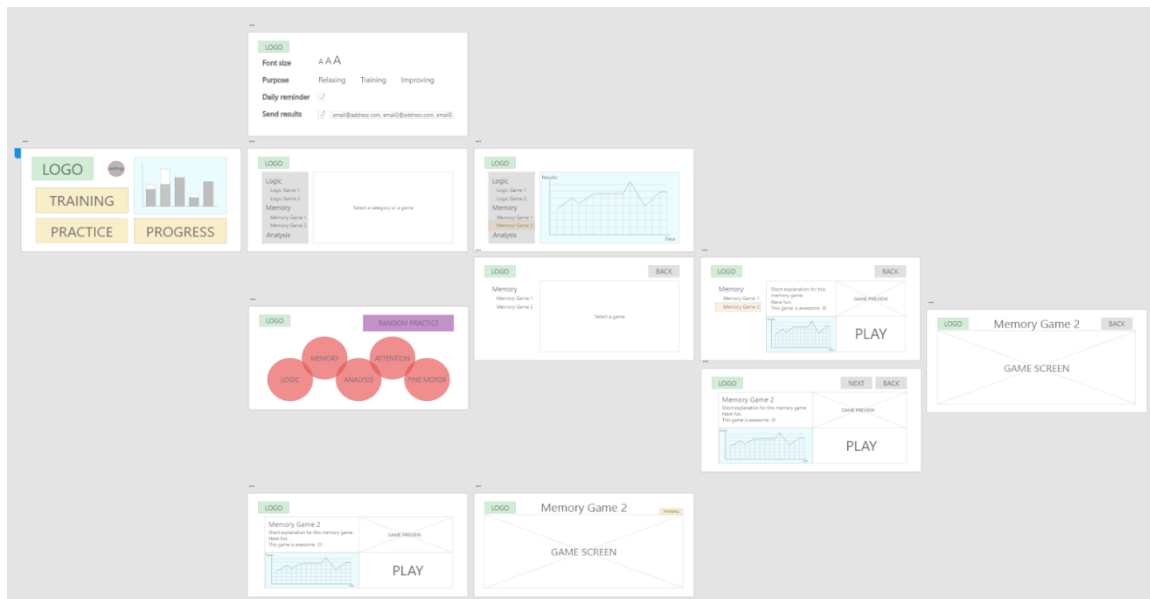 LOGO
Font size A A A
Purpose Relaxing Training Improving
Daily reminder
Send results email@address.com, email2@address.com, email3
LOGO
settings
TRAINING
PRACTICE PROGRESS
LOGO
Logic
Logic Game 1
Logic Game 2
Memory
Memory Game 1
Memory Game 2
Analysis
Select a category or a game
LOGO
Logic
Logic Game 1
Logic Game 2
Memory
Memory Game 1
Memory Game 2
Analysis
Results
Days
LOGO BACK
Memory
Memory Game 1
Memory Game 2
Select a game
LOGO BACK
Memory
Memory Game 1
Memory Game 2
Short explanation for this
memory game.
Have fun.
This game is awesome. :D
GAME PREVIEW
PLAY
LOGO Memory Game 2 BACK
GAME SCREEN
LOGO RANDOM PRACTICE
MEMORY ATTENTION
LOGIC ANALYSIS FINE MOTOR
LOGO NEXT BACK
Memory Game 2
Short explanation for this memory game.
Have fun.
This game is awesome. :D
GAME PREVIEW
PLAY
LOGO
Memory Game 2
Short explanation for this memory game.
Have fun.
This game is awesome. :D
GAME PREVIEW
PLAY
LOGO Memory Game 2 TRAINING
GAME SCREEN